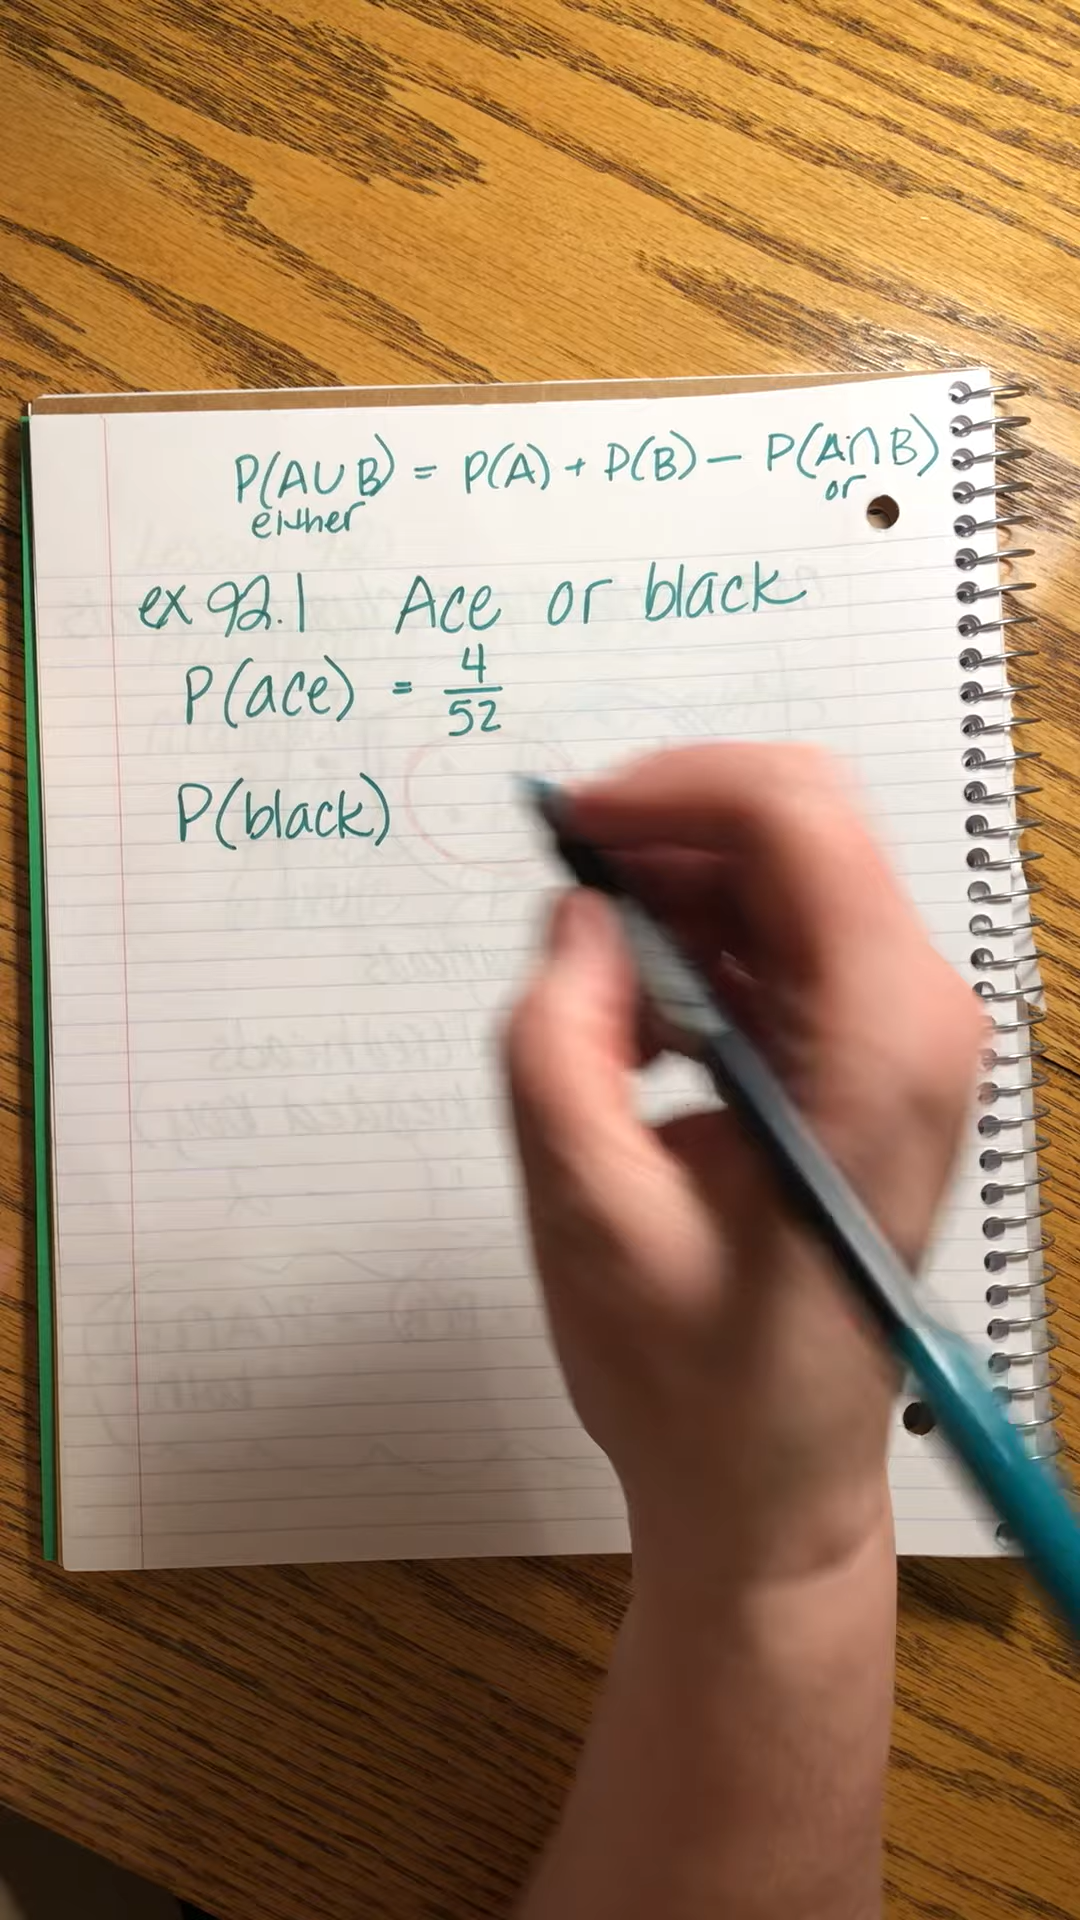 P(A∪B) = P(A) + P(B) − P(A∩B)
either or
ex 92.1 Ace or black
P(ace) = 4/52
P(black)